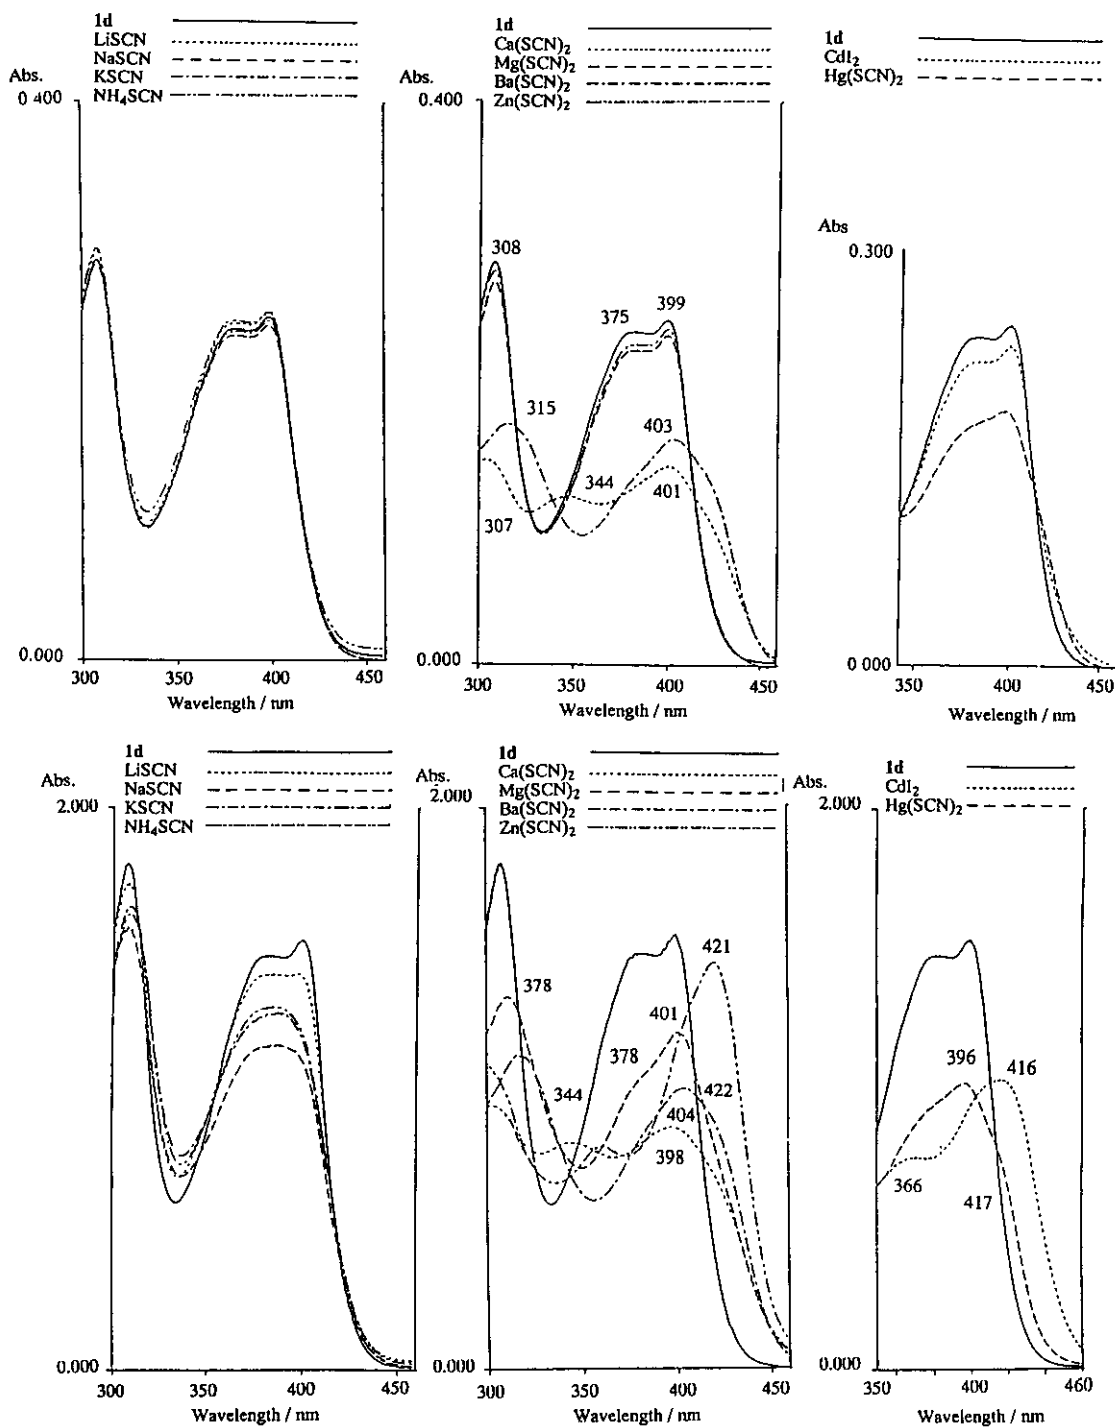 1d
LiSCN
NaSCN
KSCN
NH4SCN
Abs.
0.400
0.000
300
350
400
450
Wavelength / nm
1d
Ca(SCN)2
Mg(SCN)2
Ba(SCN)2
Zn(SCN)2
0.400
308
375
399
315
403
344
401
307
0.000
300
350
400
450
Wavelength / nm
1d
CdI2
Hg(SCN)2
Abs
0.300
0 000
350
400
450
Wavelength / nm
1d
LiSCN
NaSCN
KSCN
NH4SCN
Abs.
2.000
0.000
300
350
400
450
Wavelength / nm
1d
Ca(SCN)2
Mg(SCN)2
Ba(SCN)2
Zn(SCN)2
Abs.
2.000
421
378
401
378
344
422
404
398
0.000
300
350
400
450
Wavelength / nm
1d
CdI2
Hg(SCN)2
Abs.
2.000
396
416
366
417
0.000
350
400
460
Wavelength / nm